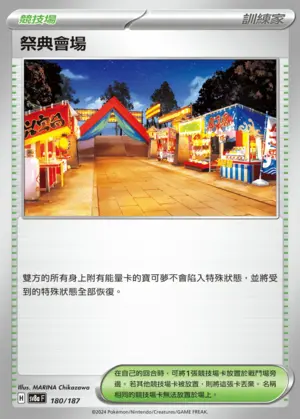 競技場
訓練家
祭典會場
雙方的所有身上附有能量卡的寶可夢不會陷入特殊狀態，並將受
到的特殊狀態全部恢復。
Illus. MARINA Chikazawa
H
sv8a F
180/187
在自己的回合時，可將1張競技場卡放置於戰鬥場旁
邊。若其他競技場卡被放置，則將這張卡丟棄。名稱
相同的競技場卡無法放置於場上。
©2024 Pokémon/Nintendo/Creatures/GAME FREAK.